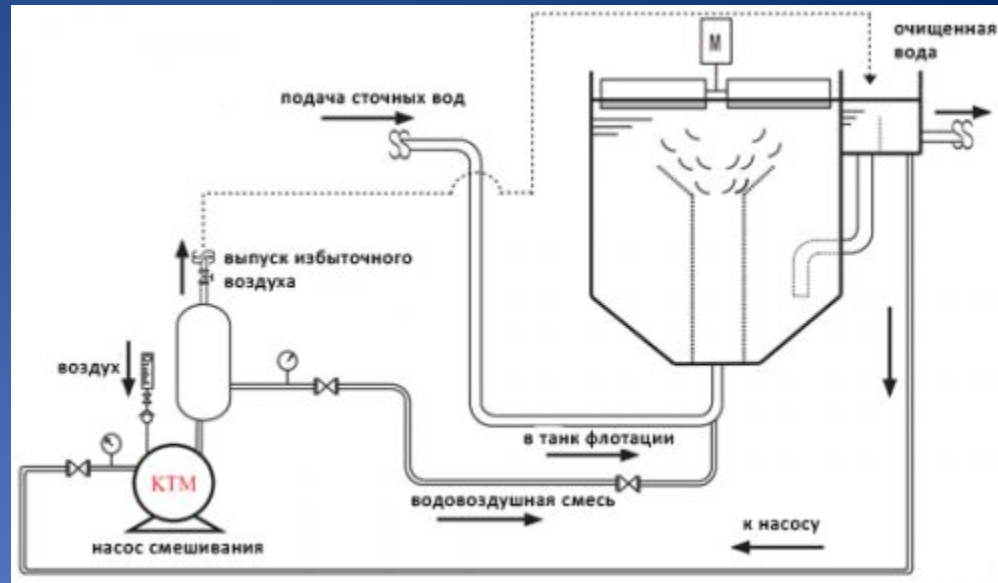 очищенная
вода
М
подача сточных вод
выпуск избыточного
воздуха
воздух
в танк флотации
KTM
водовоздушная смесь
к насосу
насос смешивания